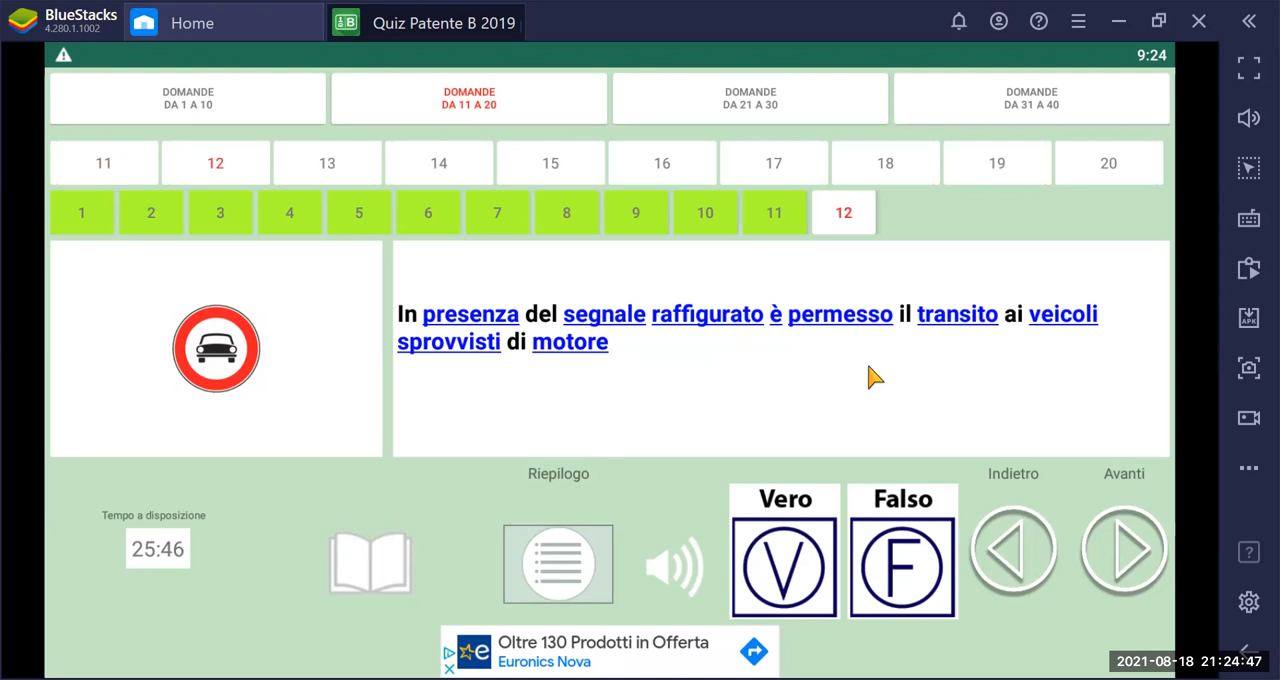 BlueStacks
4.280.1.1002
Home
Quiz Patente B 2019
9:24
DOMANDE
DA 1 A 10
DOMANDE
DA 11 A 20
DOMANDE
DA 21 A 30
DOMANDE
DA 31 A 40
11 12 13 14 15 16 17 18 19 20
1 2 3 4 5 6 7 8 9 10 11 12
In presenza del segnale raffigurato è permesso il transito ai veicoli
sprovvisti di motore
Riepilogo
Indietro
Avanti
Tempo a disposizione
25:46
Vero
V
Falso
F
Oltre 130 Prodotti in Offerta
Euronics Nova
2021-08-18 21:24:47